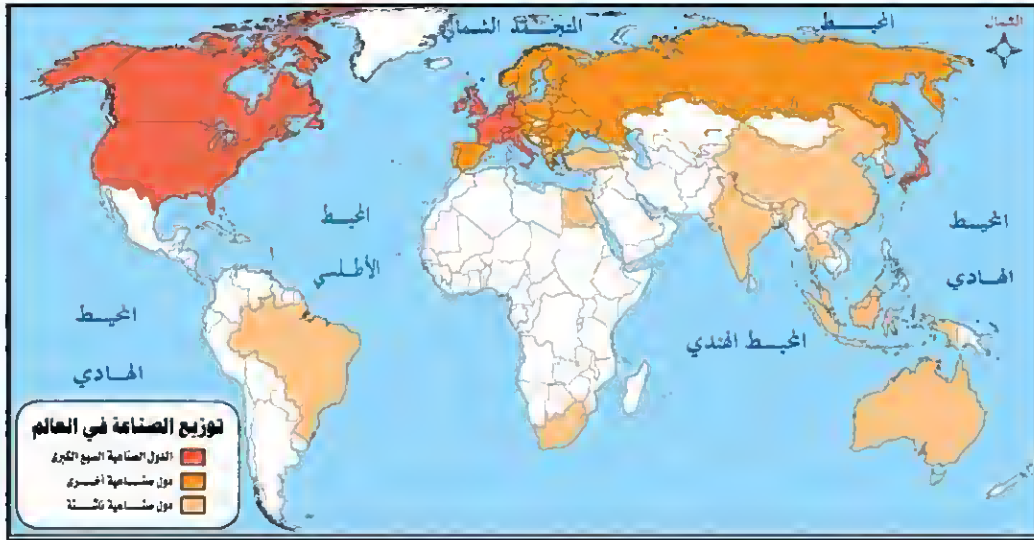 المحيط
المتجمد الشمالي
الشمال
المحيط
الأطلسي
المحيط
الهادي
المحيط
الهادي
المحيط الهندي
توزيع الصناعة في العالم
الدول الصناعية السبع الكبرى
دول صناعية أخرى
دول صناعية ناشئة